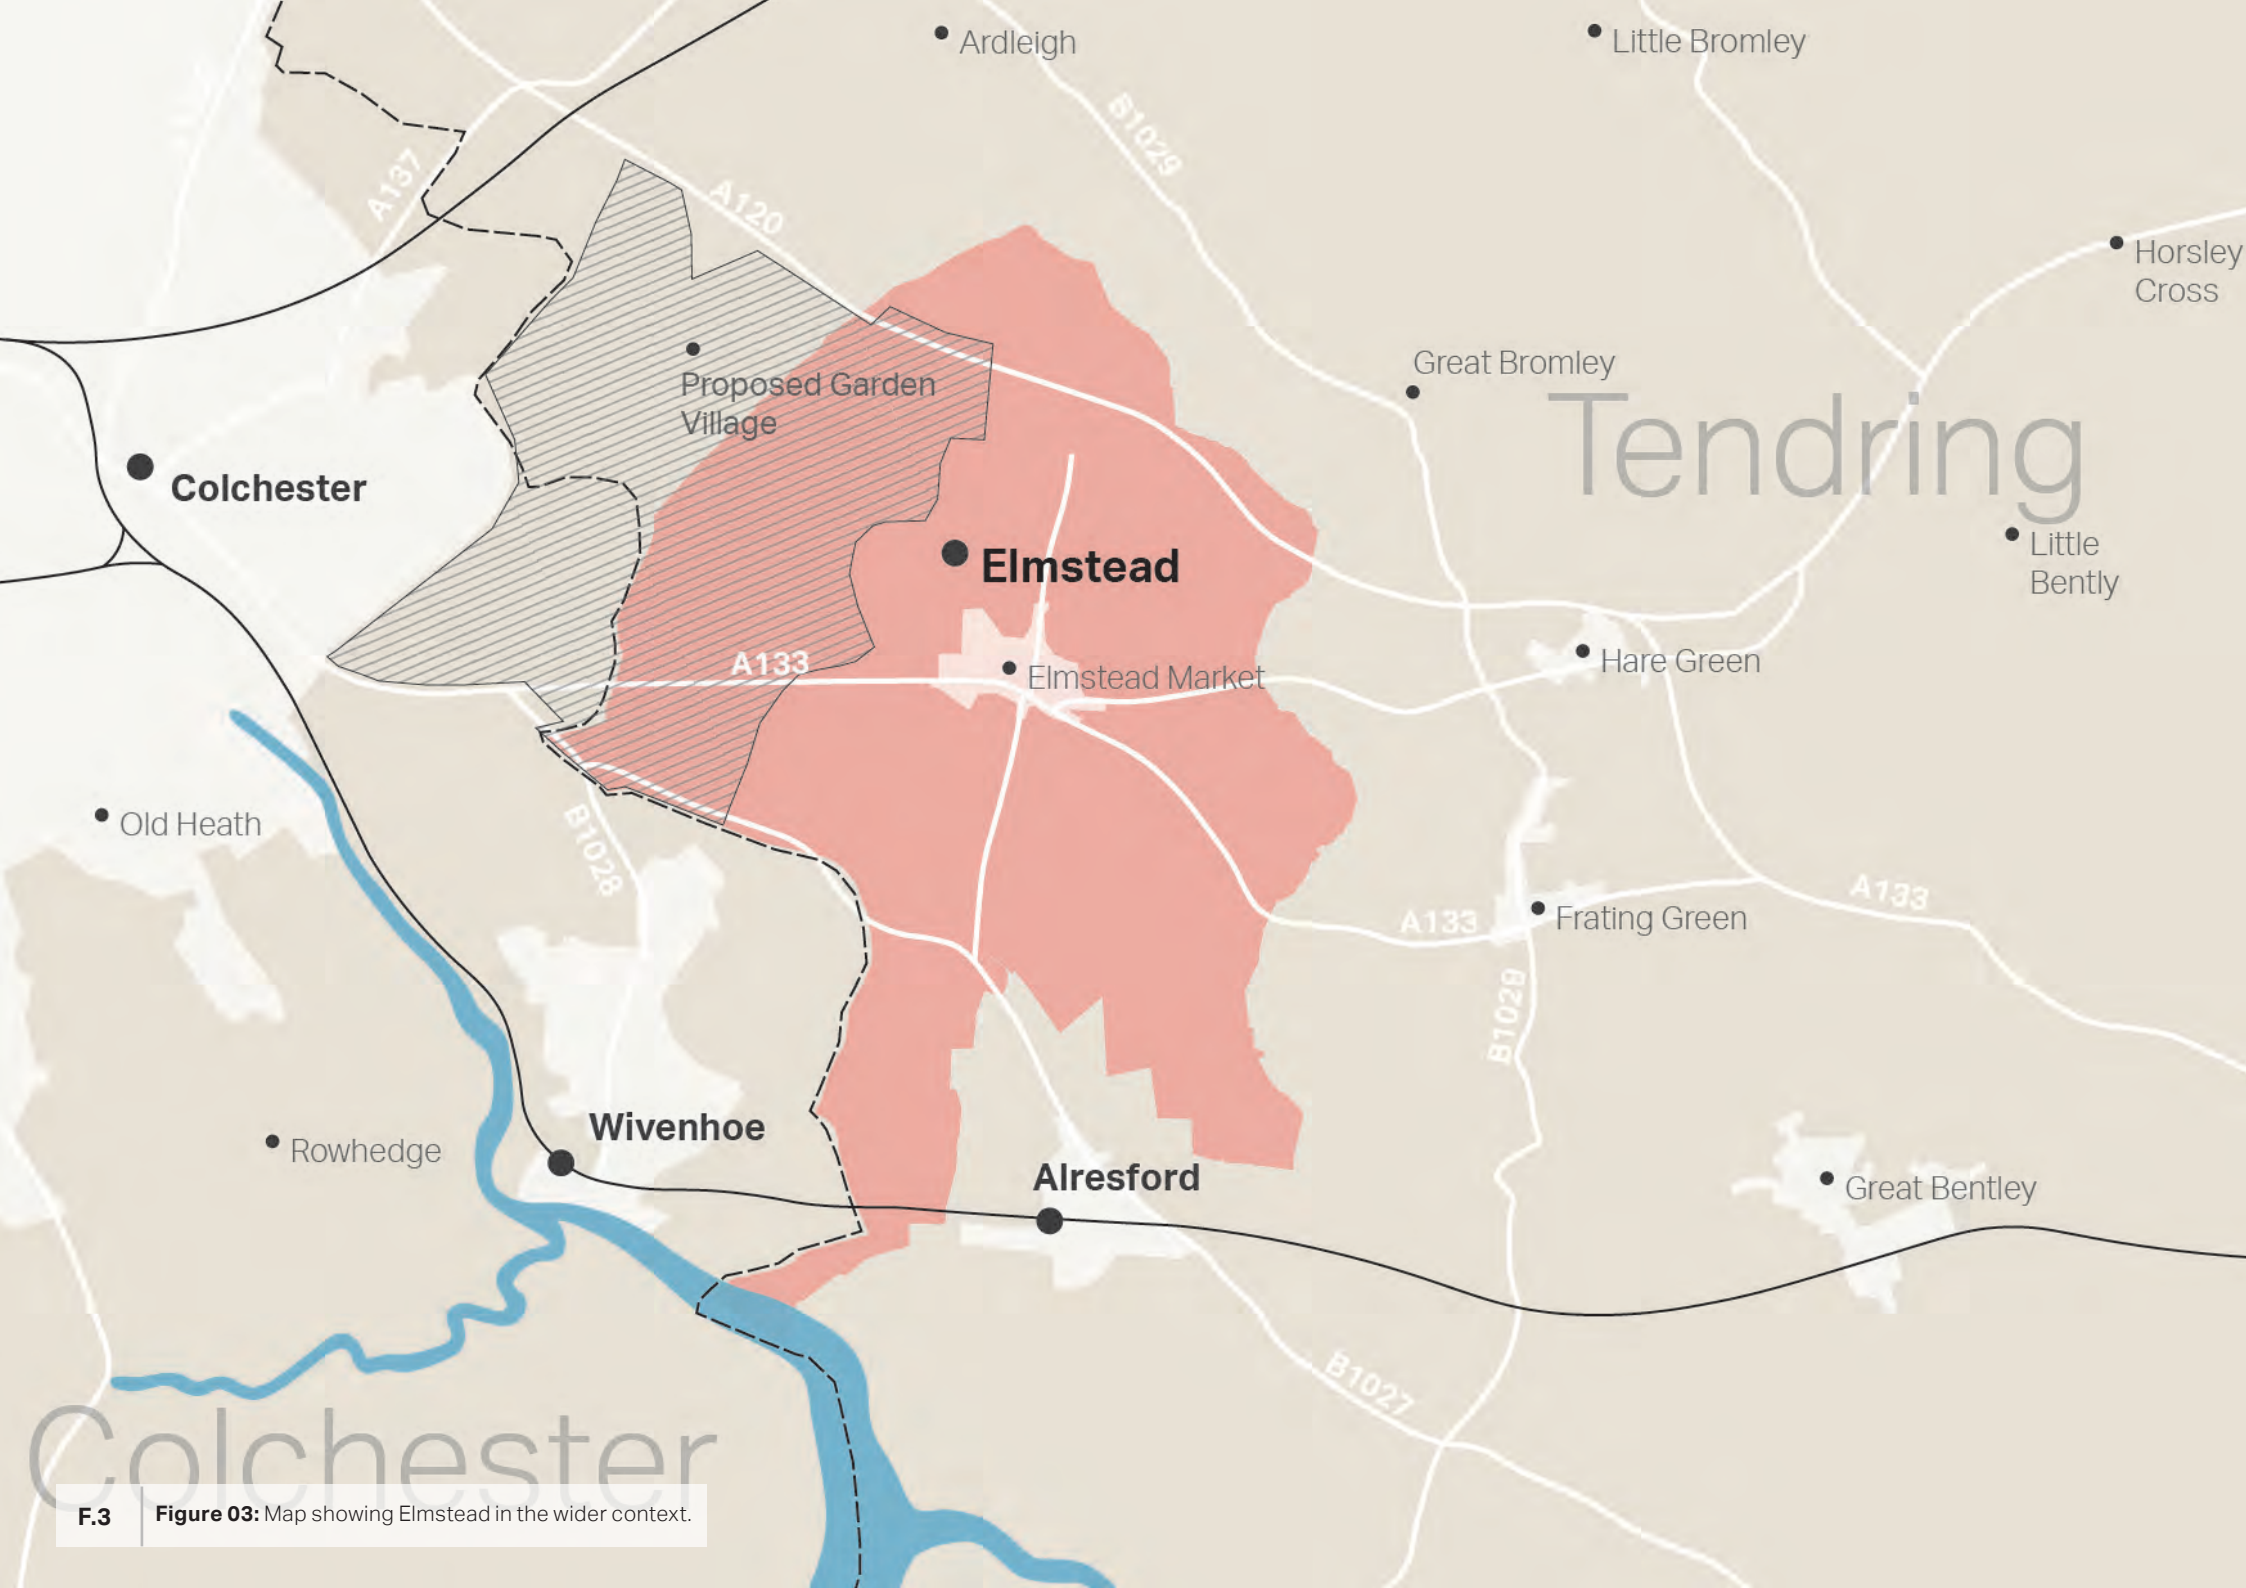 Ardleigh
Little Bromley
B1029
A137
A120
Horsley
Cross
Great Bromley
Proposed Garden
Village
Tendring
Colchester
Elmstead
Little
Bently
A133
Elmstead Market
Hare Green
Old Heath
B1028
A133
Frating Green
A133
B1029
Wivenhoe
Rowhedge
Alresford
Great Bentley
B1027
Colchester
F.3
Figure 03: Map showing Elmstead in the wider context.